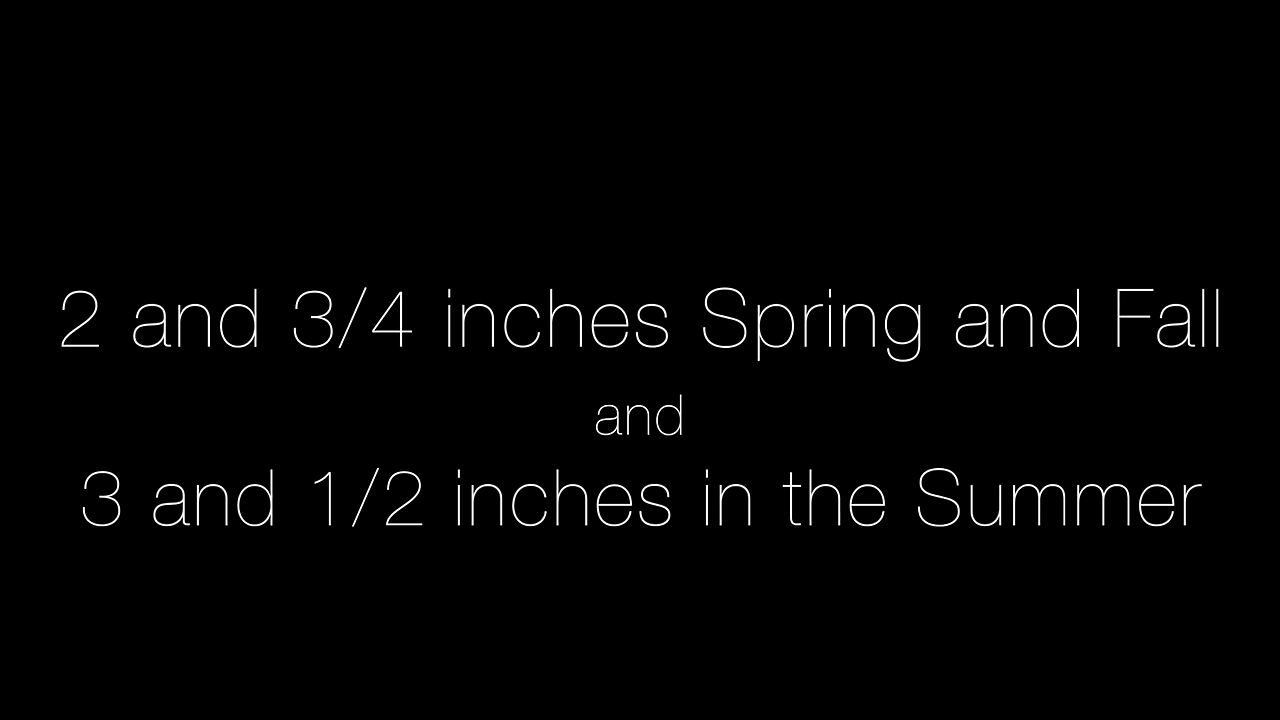 2 and 3/4 inches Spring and Fall
and
3 and 1/2 inches in the Summer